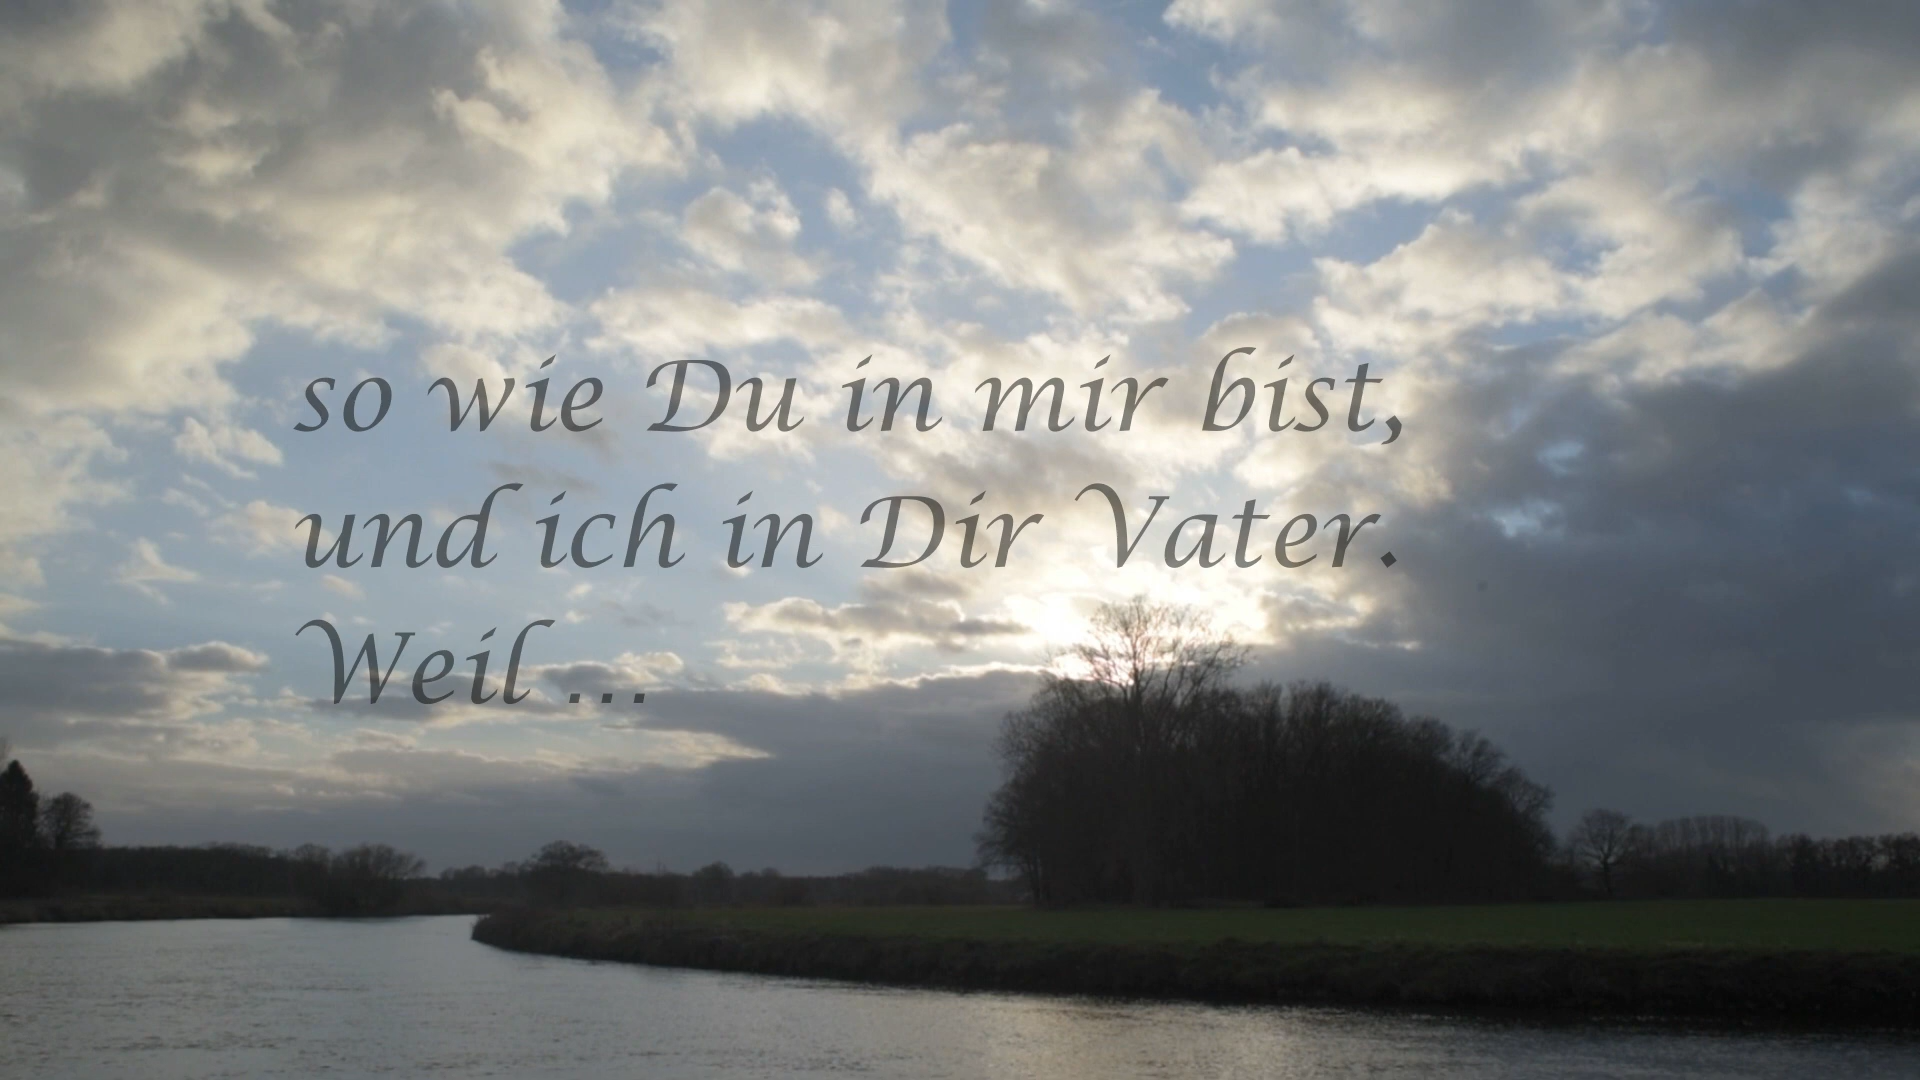 so wie Du in mir bist,
und ich in Dir Vater.
Weil ...